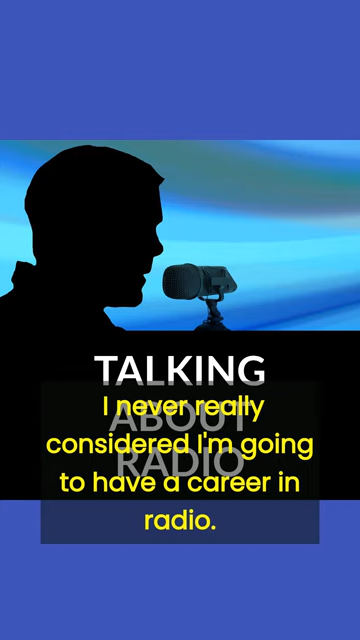 TALKING
ABOUT
RADIO
I never really
considered I'm going
to have a career in
radio.